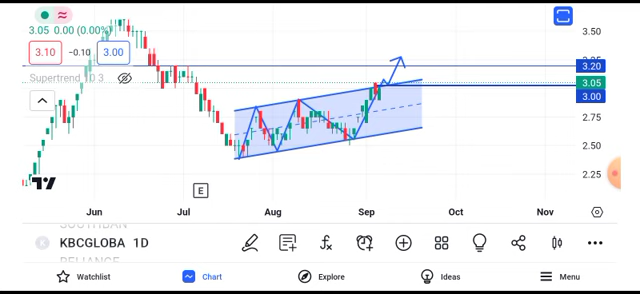 3.05 0.00 (0.00%)
3.50
3.10 −0.10 3.00
3.20
Supertrend 10 3
3.05
3.00
2.75
2.50
2.25
E
Jun Jul Aug Sep Oct Nov
KBCGLOBA 1D
RELIANCE
Watchlist Chart Explore Ideas Menu